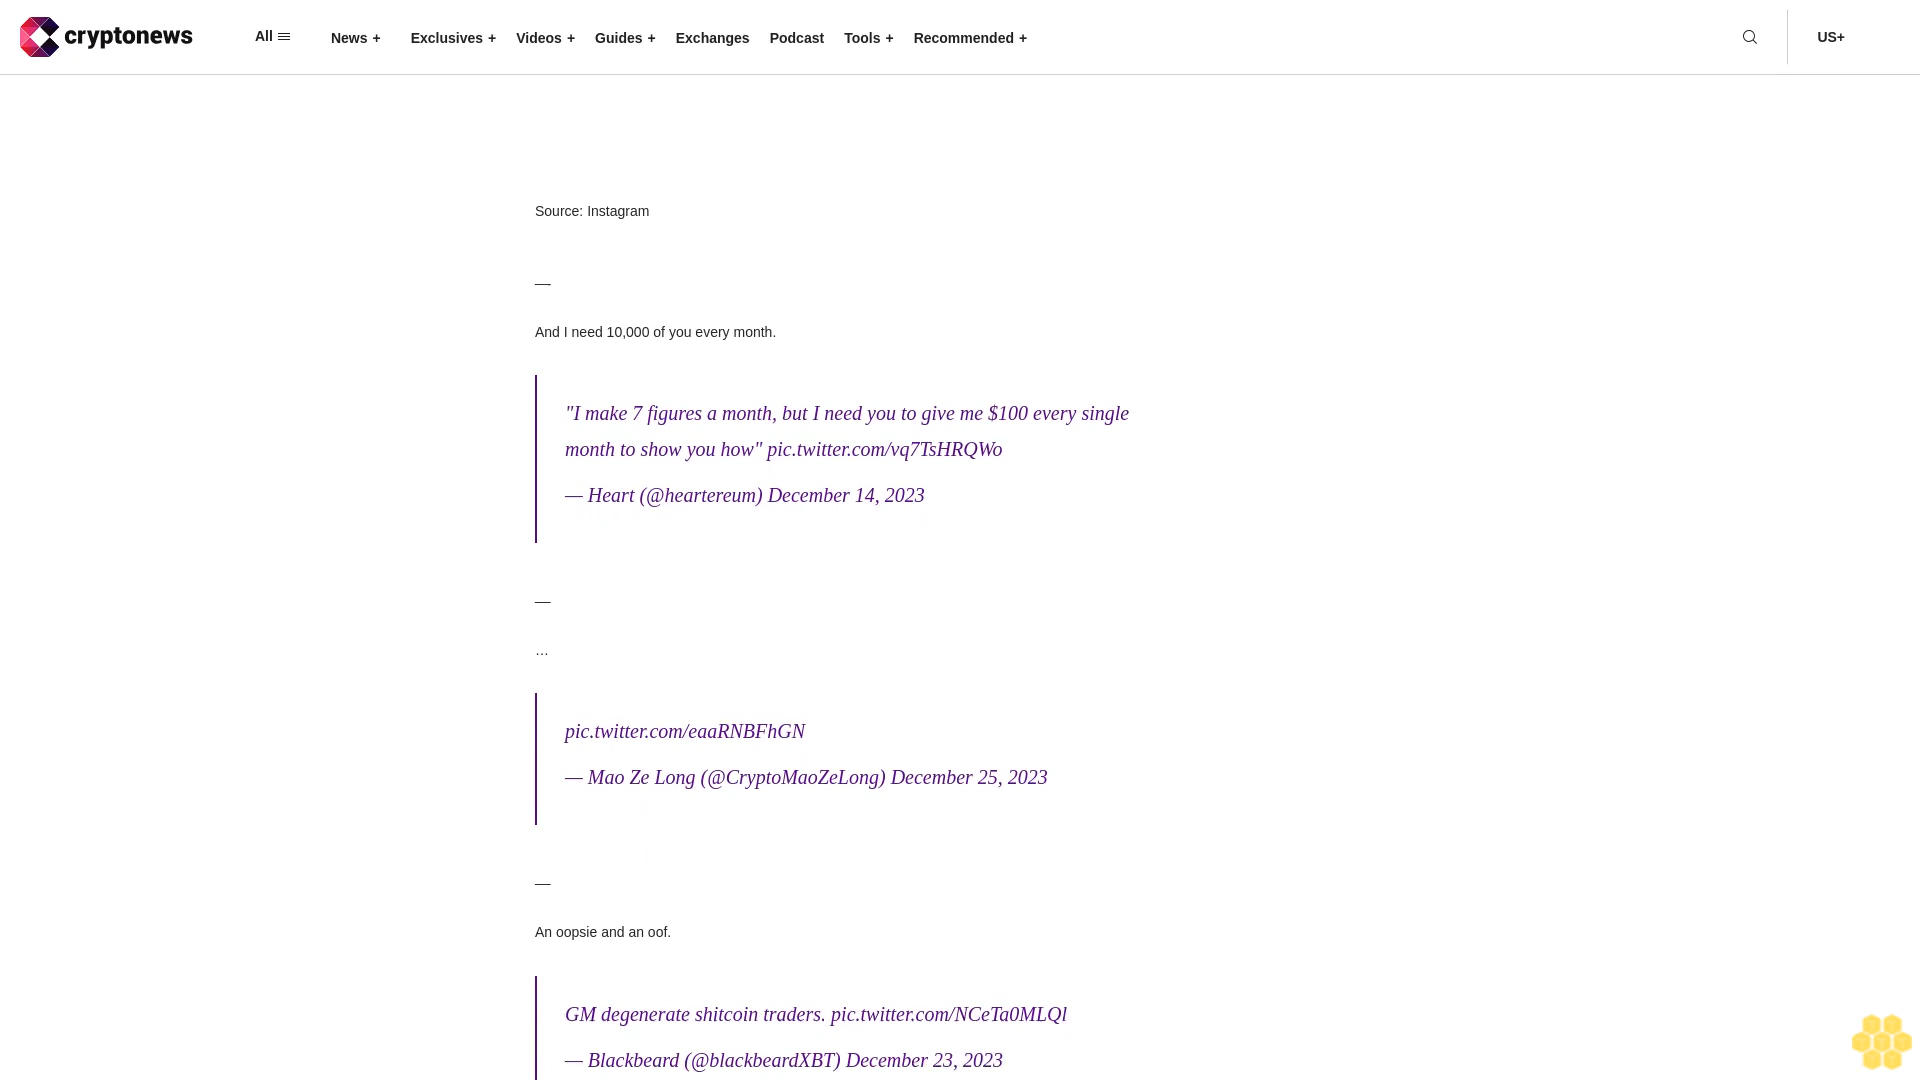 cryptonews
All
News +
Exclusives +
Videos +
Guides +
Exchanges
Podcast
Tools +
Recommended +
US+
Source: Instagram
—
And I need 10,000 of you every month.
"I make 7 figures a month, but I need you to give me $100 every single
month to show you how" pic.twitter.com/vq7TsHRQWo
— Heart (@heartereum) December 14, 2023
—
…
pic.twitter.com/eaaRNBFhGN
— Mao Ze Long (@CryptoMaoZeLong) December 25, 2023
—
An oopsie and an oof.
GM degenerate shitcoin traders. pic.twitter.com/NCeTa0MLQl
— Blackbeard (@blackbeardXBT) December 23, 2023